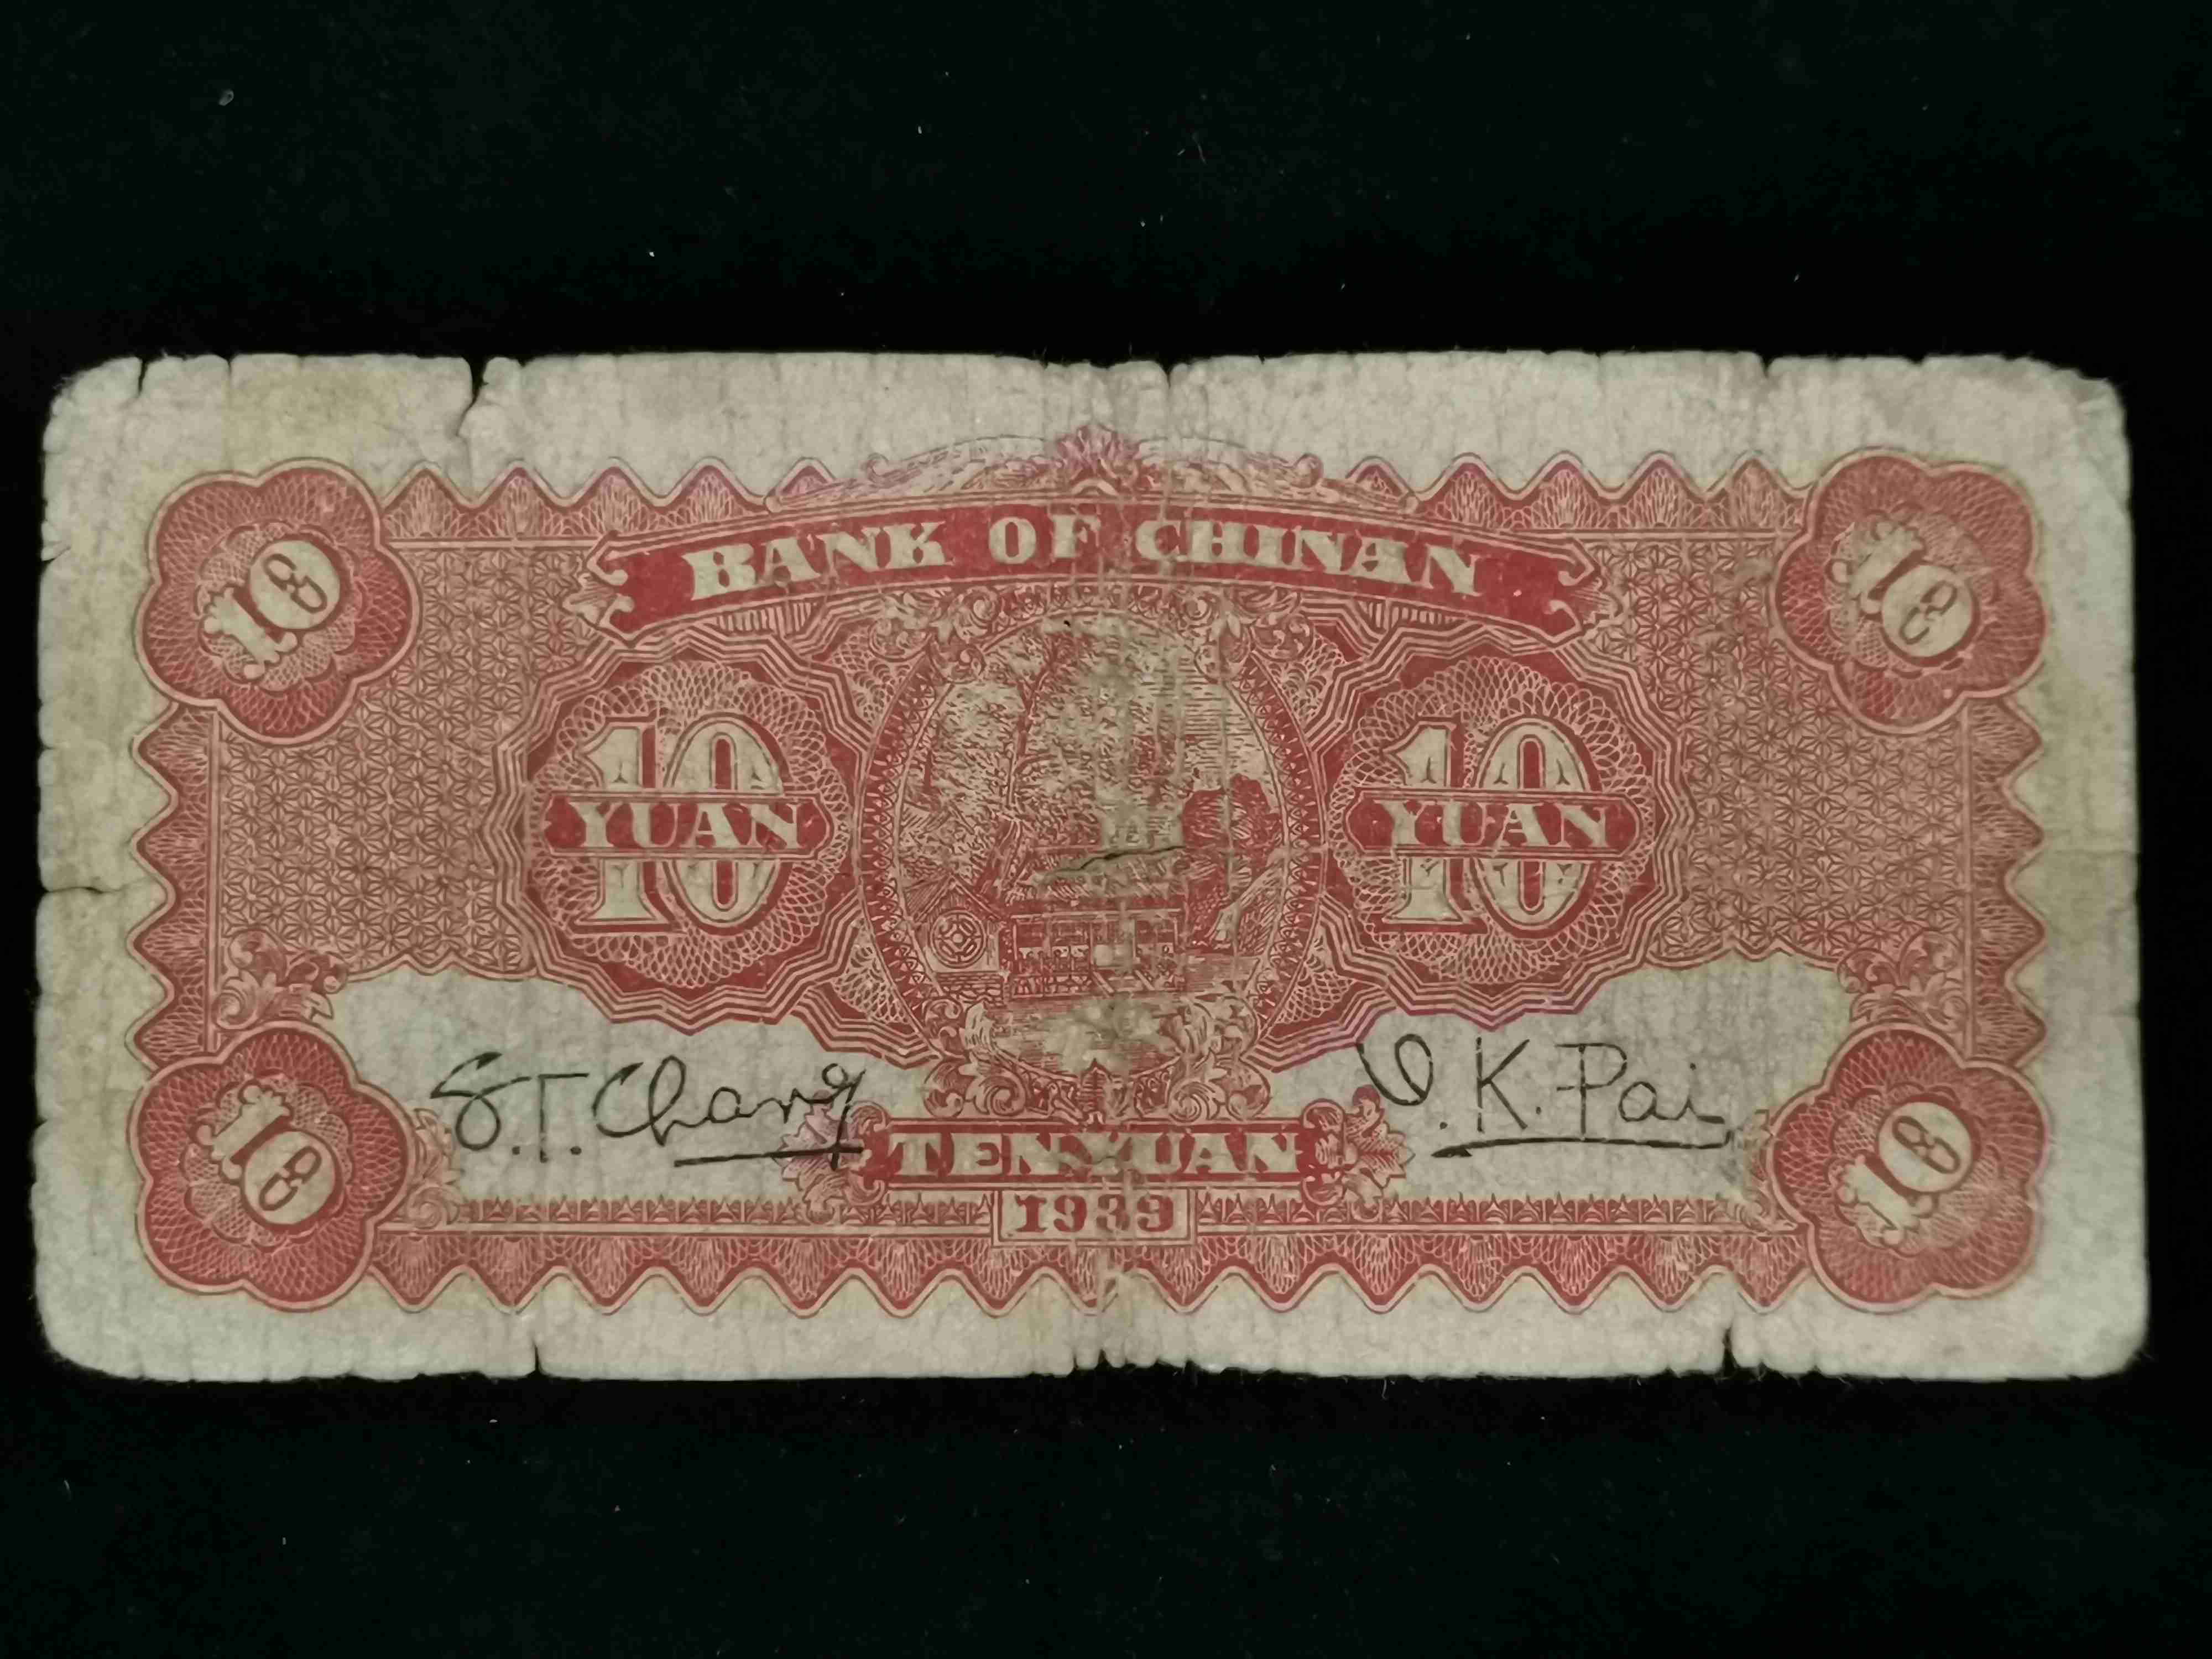 BANK OF CHINAN
10 10
10 10
YUAN YUAN
S.T. Chang V.K. Pai
TEN YUAN
10 10
1939